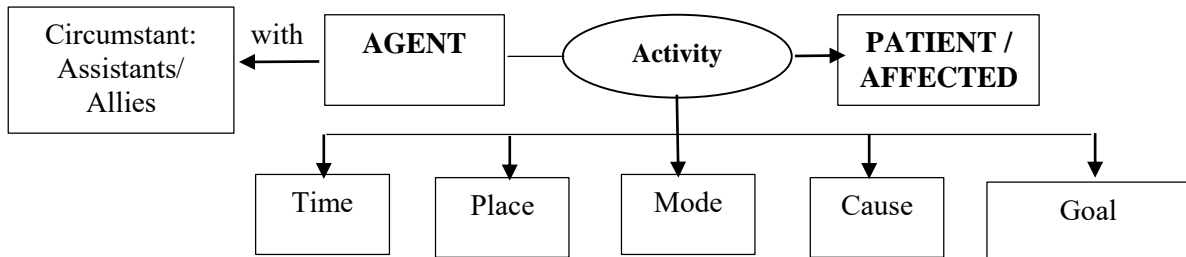 Circumstant:
Assistants/
Allies
with
AGENT
Activity
PATIENT /
AFFECTED
Time
Place
Mode
Cause
Goal